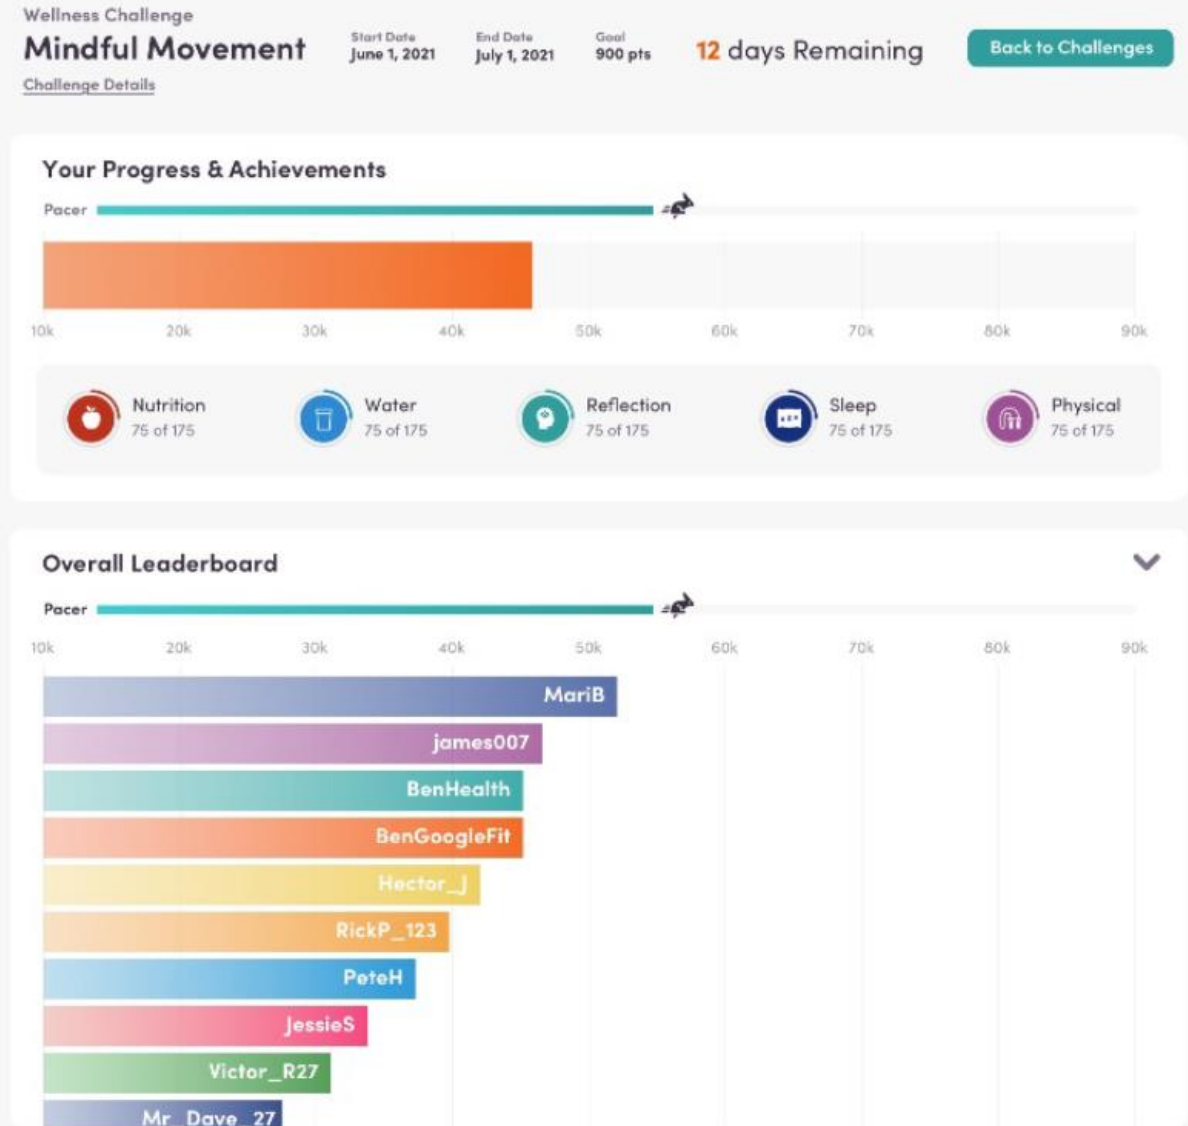 Wellness Challenge
Mindful Movement
Challenge Details
Start Date
June 1, 2021
End Date
July 1, 2021
Goal
900 pts
12 days Remaining
Back to Challenges
Your Progress & Achievements
Pacer
10k 20k 30k 40k 50k 60k 70k 80k 90k
Nutrition
75 of 175
Water
75 of 175
Reflection
75 of 175
Sleep
75 of 175
Physical
75 of 175
Overall Leaderboard
Pacer
10k 20k 30k 40k 50k 60k 70k 80k 90k
MariB
james007
BenHealth
BenGoogleFit
Hector_J
RickP_123
PeteH
JessieS
Victor_R27
Mr_Dave_27